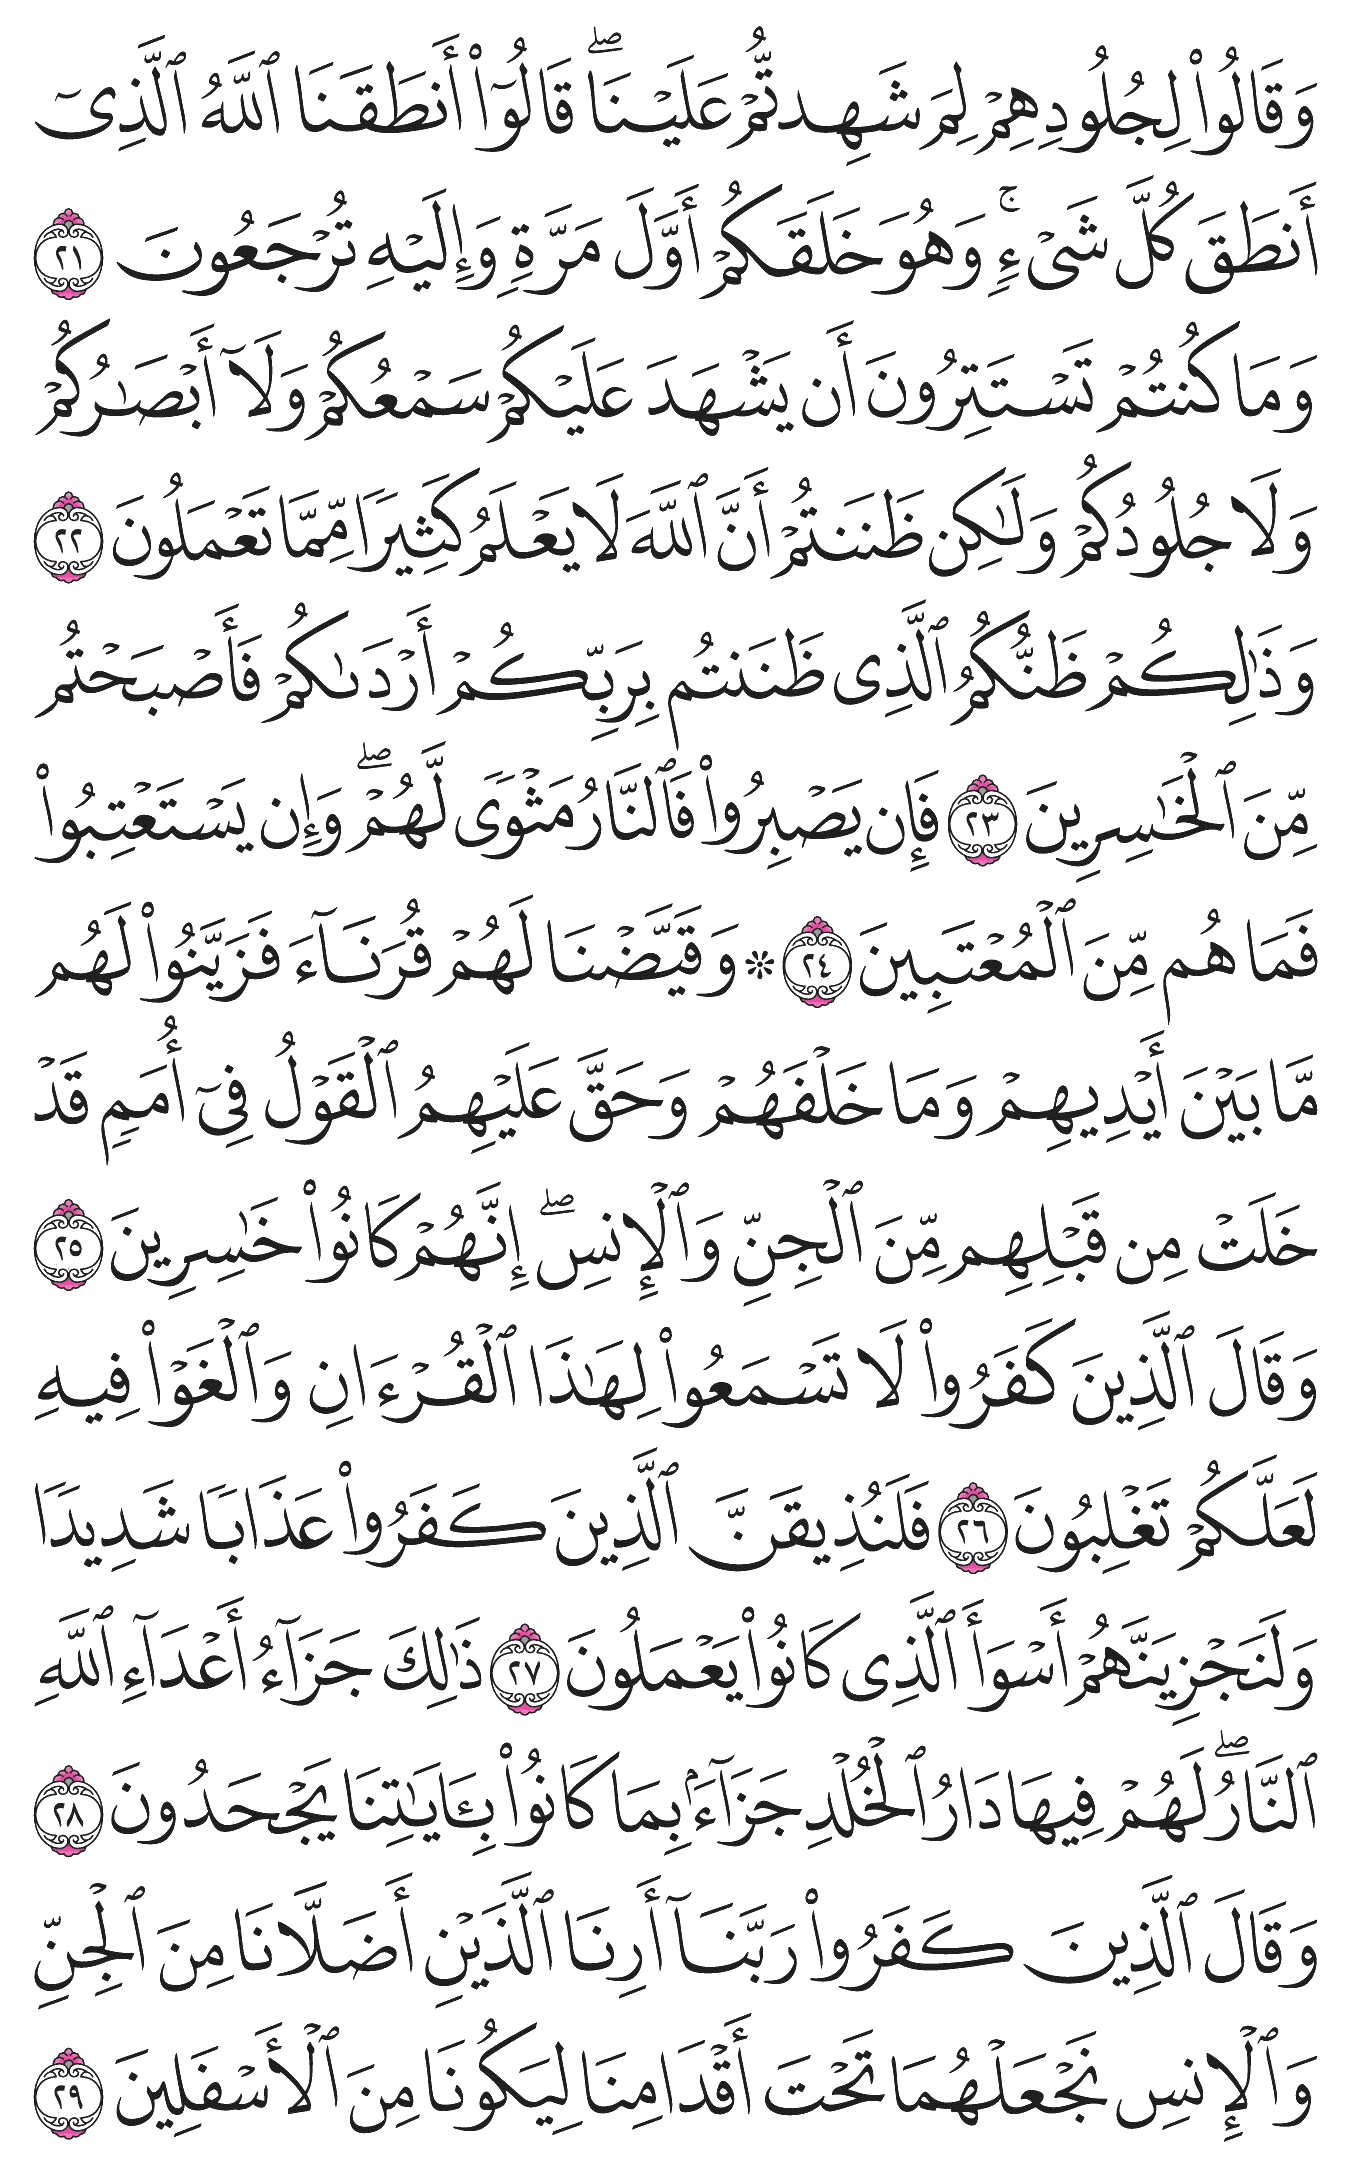 وَقَالُوا۟ لِجُلُودِهِمْ لِمَ شَهِدتُّمْ عَلَيْنَا ۖ قَالُوٓا۟ أَنطَقَنَا ٱللَّهُ ٱلَّذِىٓ
أَنطَقَ كُلَّ شَىْءٍ ۚ وَهُوَ خَلَقَكُمْ أَوَّلَ مَرَّةٍ وَإِلَيْهِ تُرْجَعُونَ ٢١
وَمَا كُنتُمْ تَسْتَتِرُونَ أَن يَشْهَدَ عَلَيْكُمْ سَمْعُكُمْ وَلَآ أَبْصَـٰرُكُمْ
وَلَا جُلُودُكُمْ وَلَـٰكِن ظَنَنتُمْ أَنَّ ٱللَّهَ لَا يَعْلَمُ كَثِيرًا مِّمَّا تَعْمَلُونَ ٢٢
وَذَٰلِكُمْ ظَنُّكُمُ ٱلَّذِى ظَنَنتُم بِرَبِّكُمْ أَرْدَىٰكُمْ فَأَصْبَحْتُم
مِّنَ ٱلْخَـٰسِرِينَ ٢٣ فَإِن يَصْبِرُوا۟ فَٱلنَّارُ مَثْوًى لَّهُمْ ۖ وَإِن يَسْتَعْتِبُوا۟
فَمَا هُم مِّنَ ٱلْمُعْتَبِينَ ٢٤ ۞ وَقَيَّضْنَا لَهُمْ قُرَنَآءَ فَزَيَّنُوا۟ لَهُم
مَّا بَيْنَ أَيْدِيهِمْ وَمَا خَلْفَهُمْ وَحَقَّ عَلَيْهِمُ ٱلْقَوْلُ فِىٓ أُمَمٍ قَدْ
خَلَتْ مِن قَبْلِهِم مِّنَ ٱلْجِنِّ وَٱلْإِنسِ ۖ إِنَّهُمْ كَانُوا۟ خَـٰسِرِينَ ٢٥
وَقَالَ ٱلَّذِينَ كَفَرُوا۟ لَا تَسْمَعُوا۟ لِهَـٰذَا ٱلْقُرْءَانِ وَٱلْغَوْا۟ فِيهِ
لَعَلَّكُمْ تَغْلِبُونَ ٢٦ فَلَنُذِيقَنَّ ٱلَّذِينَ كَفَرُوا۟ عَذَابًا شَدِيدًا
وَلَنَجْزِيَنَّهُمْ أَسْوَأَ ٱلَّذِى كَانُوا۟ يَعْمَلُونَ ٢٧ ذَٰلِكَ جَزَآءُ أَعْدَآءِ ٱللَّهِ
ٱلنَّارُ ۖ لَهُمْ فِيهَا دَارُ ٱلْخُلْدِ جَزَآءًۢ بِمَا كَانُوا۟ بِـَٔايَـٰتِنَا يَجْحَدُونَ ٢٨
وَقَالَ ٱلَّذِينَ كَفَرُوا۟ رَبَّنَآ أَرِنَا ٱلَّذَيْنِ أَضَلَّانَا مِنَ ٱلْجِنِّ
وَٱلْإِنسِ نَجْعَلْهُمَا تَحْتَ أَقْدَامِنَا لِيَكُونَا مِنَ ٱلْأَسْفَلِينَ ٢٩